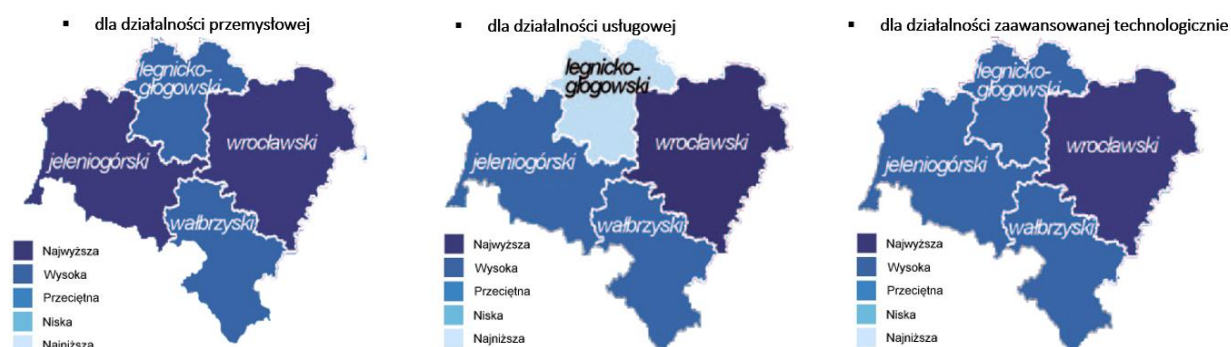 ▪ dla działalności przemysłowej
legnicko-
głogowski
wrocławski
jeleniogórski
wałbrzyski
Najwyższa
Wysoka
Przeciętna
Niska
Najniższa
▪ dla działalności usługowej
legnicko-
głogowski
wrocławski
jeleniogórski
wałbrzyski
Najwyższa
Wysoka
Przeciętna
Niska
Najniższa
▪ dla działalności zaawansowanej technologicznie
legnicko-
głogowski
wrocławski
jeleniogórski
wałbrzyski
Najwyższa
Wysoka
Przeciętna
Niska
Najniższa